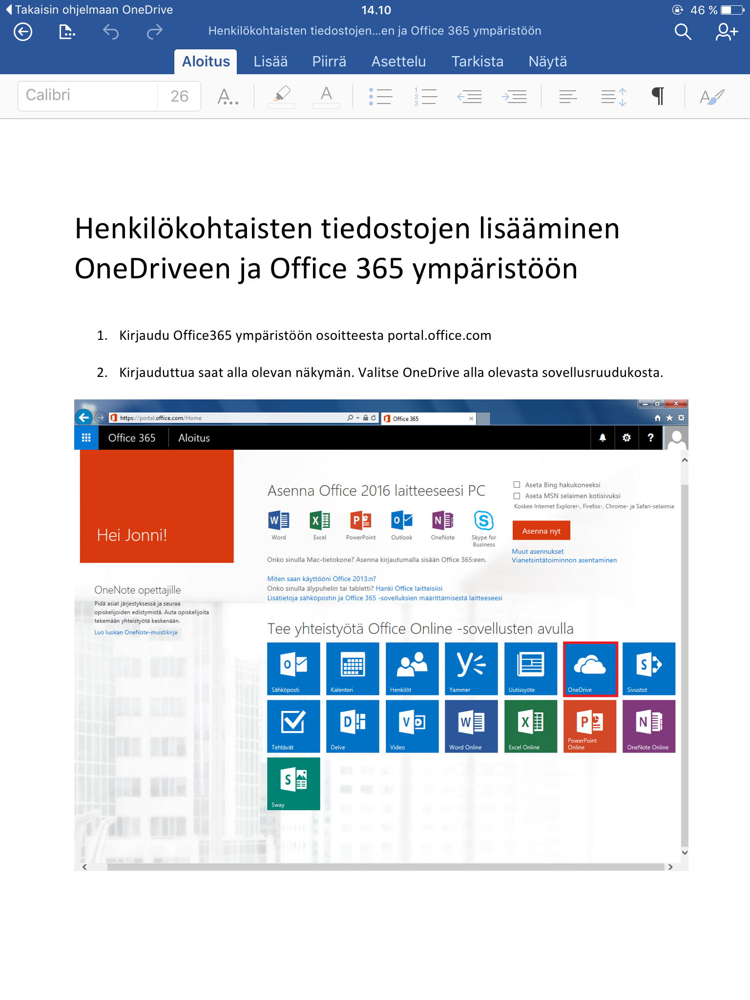 Takaisin ohjelmaan OneDrive
14.10
46 %
Henkilökohtaisten tiedostojen...en ja Office 365 ympäristöön
Aloitus
Lisää
Piirrä
Asettelu
Tarkista
Näytä
Calibri
26
Henkilökohtaisten tiedostojen lisääminen
OneDriveen ja Office 365 ympäristöön
1. Kirjaudu Office365 ympäristöön osoitteesta portal.office.com
2. Kirjauduttua saat alla olevan näkymän. Valitse OneDrive alla olevasta sovellusruudukosta.
https://portal.office.com/Home
Office 365
Office 365
Aloitus
Hei Jonni!
OneNote opettajille
Pidä asiat järjestyksessä ja seuraa
opiskelijoiden edistymistä. Auta opiskelijoita
tekemään yhteistyötä keskenään.
Luo luokan OneNote-muistikirja
Asenna Office 2016 laitteeseesi PC
Word
Excel
PowerPoint
Outlook
OneNote
Skype for
Business
Onko sinulla Mac-tietokone? Asenna kirjautumalla sisään Office 365:een.
Miten saan käyttööni Office 2013:n?
Onko sinulla älypuhelin tai tabletti? Hanki Office laitteisiisi
Lisätietoja sähköpostin ja Office 365 -sovelluksien määrittämisestä laitteeseesi
Aseta Bing hakukoneeksi
Aseta MSN selaimen kotisivuksi
Koskee Internet Explorer-, Firefox-, Chrome- ja Safari-selaimia
Asenna nyt
Muut asennukset
Vianetsintätoiminnon asentaminen
Tee yhteistyötä Office Online -sovellusten avulla
Sähköposti
Kalenteri
Henkilöt
Yammer
Uutissyöte
OneDrive
Sivustot
Tehtävät
Delve
Video
Word Online
Excel Online
PowerPoint
Online
OneNote Online
Sway